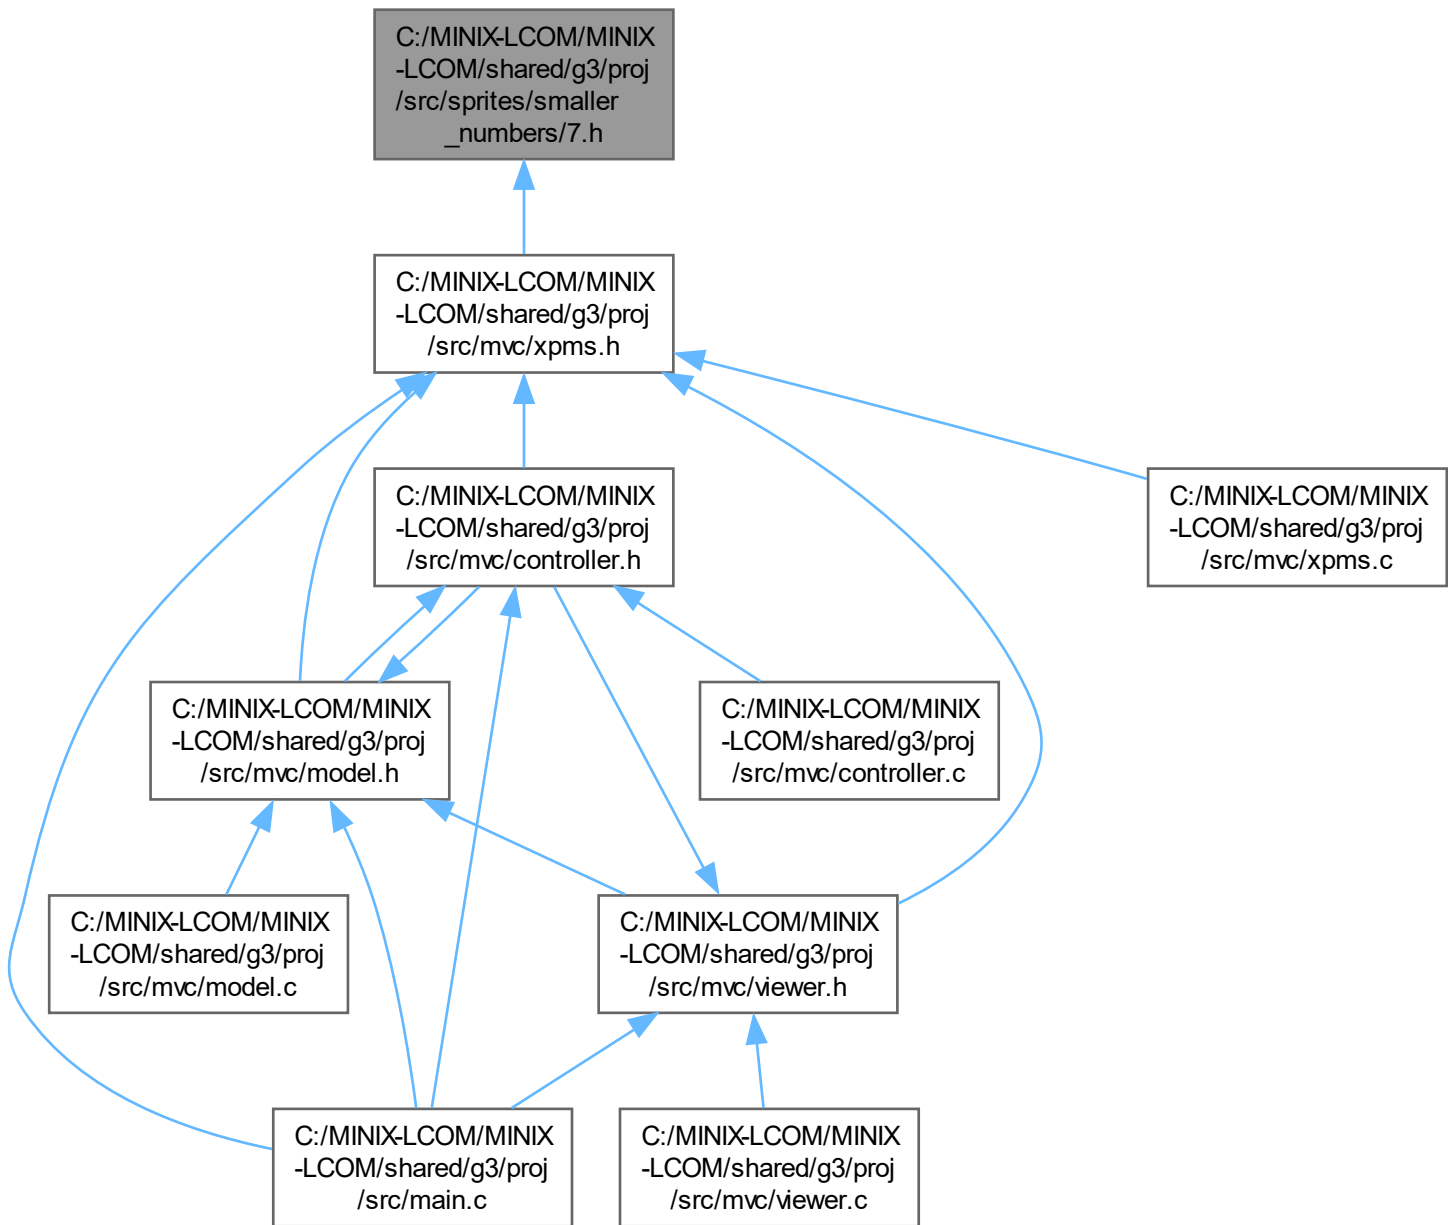 C:/MINIX-LCOM/MINIX
-LCOM/shared/g3/proj
/src/sprites/smaller
_numbers/7.h
C:/MINIX-LCOM/MINIX
-LCOM/shared/g3/proj
/src/mvc/xpms.h
C:/MINIX-LCOM/MINIX
-LCOM/shared/g3/proj
/src/mvc/controller.h
C:/MINIX-LCOM/MINIX
-LCOM/shared/g3/proj
/src/mvc/xpms.c
C:/MINIX-LCOM/MINIX
-LCOM/shared/g3/proj
/src/mvc/model.h
C:/MINIX-LCOM/MINIX
-LCOM/shared/g3/proj
/src/mvc/controller.c
C:/MINIX-LCOM/MINIX
-LCOM/shared/g3/proj
/src/mvc/model.c
C:/MINIX-LCOM/MINIX
-LCOM/shared/g3/proj
/src/mvc/viewer.h
C:/MINIX-LCOM/MINIX
-LCOM/shared/g3/proj
/src/main.c
C:/MINIX-LCOM/MINIX
-LCOM/shared/g3/proj
/src/mvc/viewer.c